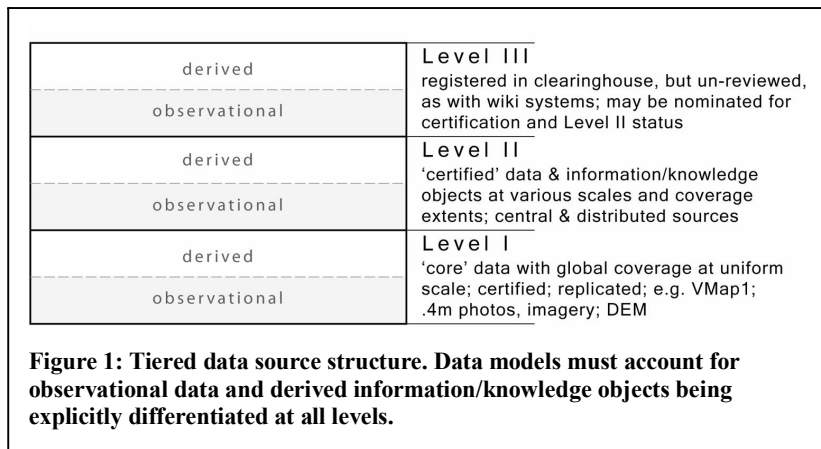 derived
observational
Level III
registered in clearinghouse, but un-reviewed,
as with wiki systems; may be nominated for
certification and Level II status
derived
observational
Level II
‘certified’ data & information/knowledge
objects at various scales and coverage
extents; central & distributed sources
derived
observational
Level I
‘core’ data with global coverage at uniform
scale; certified; replicated; e.g. VMap1;
.4m photos, imagery; DEM
Figure 1: Tiered data source structure. Data models must account for
observational data and derived information/knowledge objects being
explicitly differentiated at all levels.